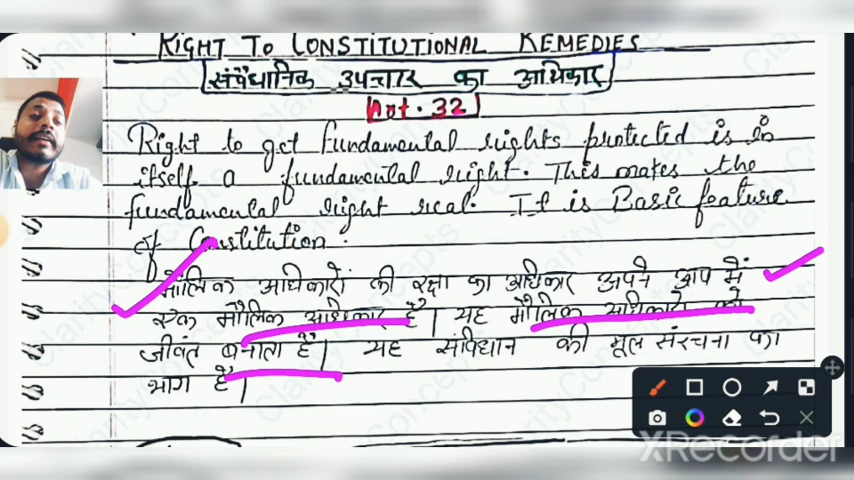 RIGHT TO CONSTITUTIONAL REMEDIES
संवैधानिक उपचार का अधिकार
Art. 32
Right to get fundamental rights protected is in
itself a fundamental right. This makes the
fundamental right real. It is Basic feature
of Constitution.
मौलिक अधिकारों की रक्षा का अधिकार अपने आप में
एक मौलिक अधिकार है। यह मौलिक अधिकारो को
जीवंत बनाता है। यह संविधान की मूल संरचना का
भाग है।
XRecorder